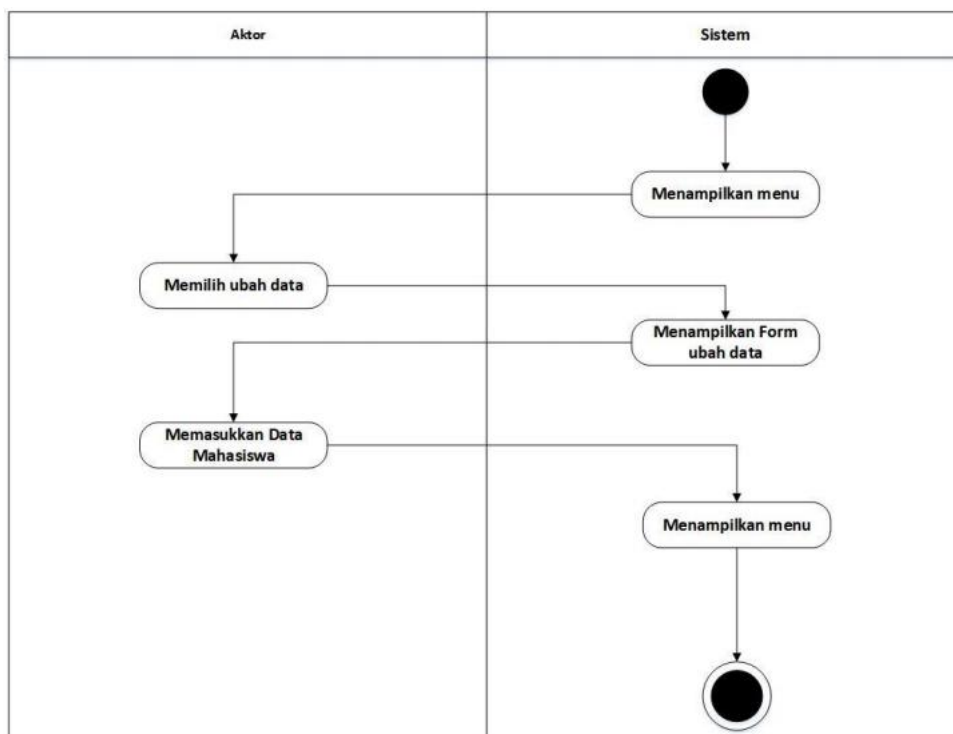 Aktor
Sistem
Menampilkan menu
Memilih ubah data
Menampilkan Form
ubah data
Memasukkan Data
Mahasiswa
Menampilkan menu